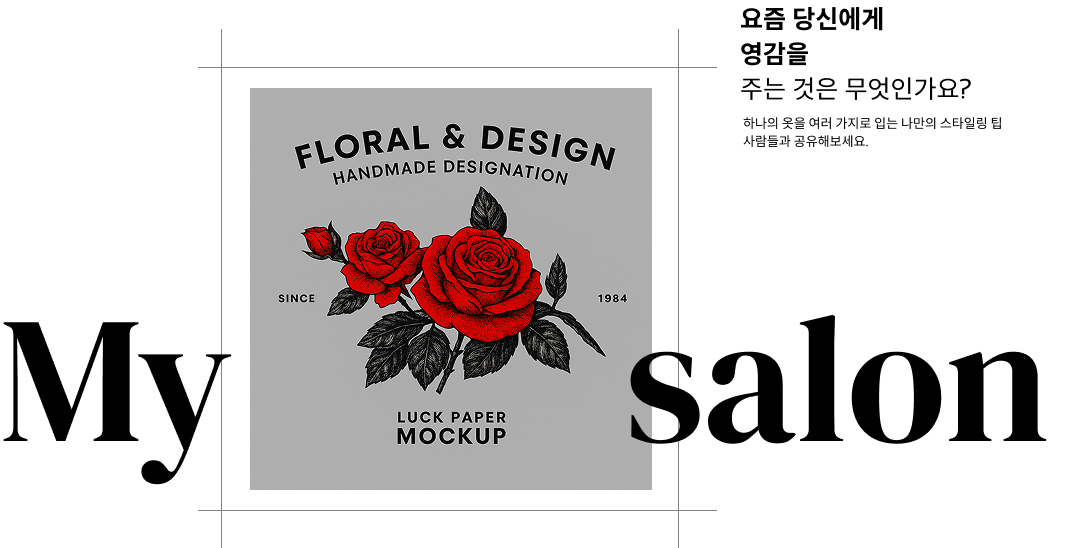 요즘 당신에게
영감을
주는 것은 무엇인가요?
하나의 옷을 여러 가지로 입는 나만의 스타일링 팁
사람들과 공유해보세요.
FLORAL & DESIGN
HANDMADE DESIGNATION
SINCE 1984
My salon
LUCK PAPER
MOCKUP